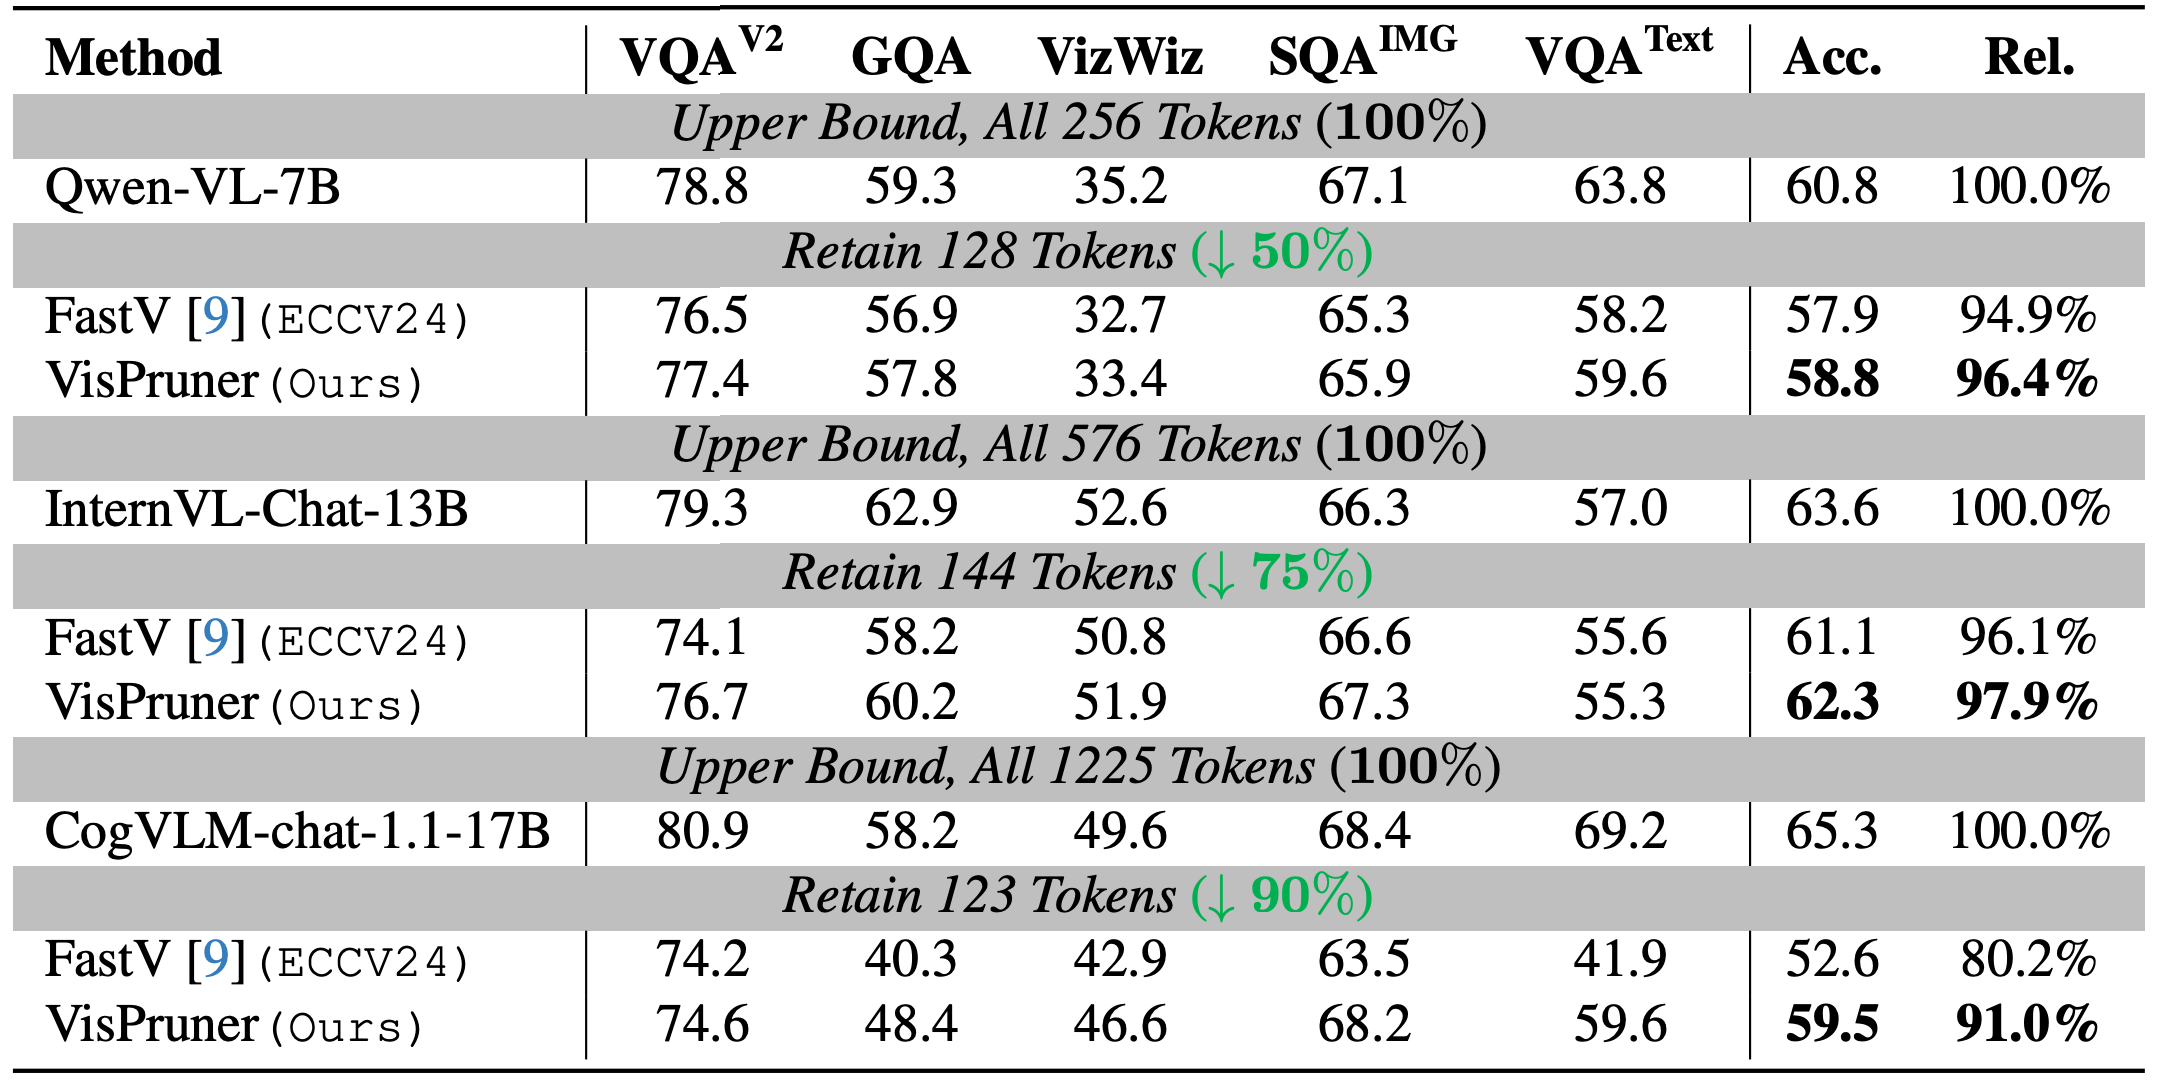 Method VQA^V2 GQA VizWiz SQA^IMG VQA^Text Acc. Rel.
Upper Bound, All 256 Tokens (100%)
Qwen-VL-7B 78.8 59.3 35.2 67.1 63.8 60.8 100.0%
Retain 128 Tokens (↓ 50%)
FastV [9] (ECCV24) 76.5 56.9 32.7 65.3 58.2 57.9 94.9%
VisPruner (Ours) 77.4 57.8 33.4 65.9 59.6 58.8 96.4%
Upper Bound, All 576 Tokens (100%)
InternVL-Chat-13B 79.3 62.9 52.6 66.3 57.0 63.6 100.0%
Retain 144 Tokens (↓ 75%)
FastV [9] (ECCV24) 74.1 58.2 50.8 66.6 55.6 61.1 96.1%
VisPruner (Ours) 76.7 60.2 51.9 67.3 55.3 62.3 97.9%
Upper Bound, All 1225 Tokens (100%)
CogVLM-chat-1.1-17B 80.9 58.2 49.6 68.4 69.2 65.3 100.0%
Retain 123 Tokens (↓ 90%)
FastV [9] (ECCV24) 74.2 40.3 42.9 63.5 41.9 52.6 80.2%
VisPruner (Ours) 74.6 48.4 46.6 68.2 59.6 59.5 91.0%